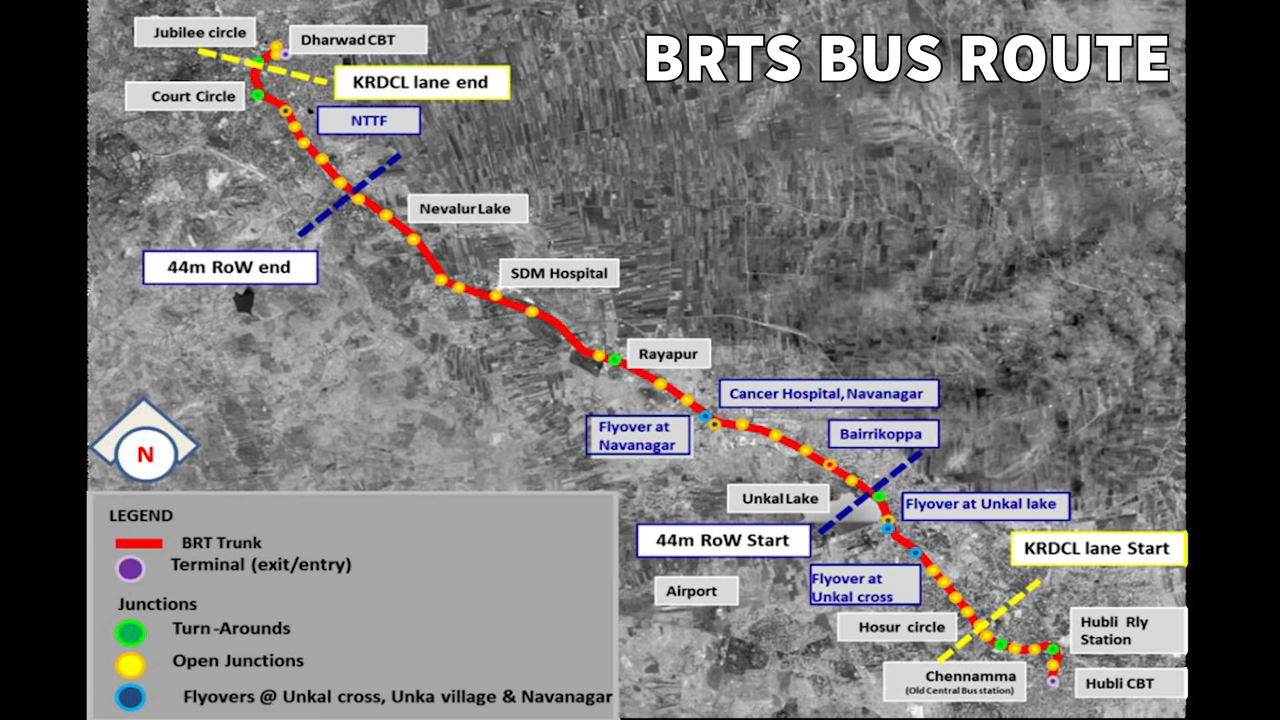 BRTS BUS ROUTE
Jubilee circle
Dharwad CBT
KRDCL lane end
Court Circle
NTTF
Nevalur Lake
44m RoW end
SDM Hospital
Rayapur
Cancer Hospital, Navanagar
Flyover at
Navanagar
Bairrikoppa
N
Unkal Lake
Flyover at Unkal lake
44m RoW Start
KRDCL lane Start
Flyover at
Unkal cross
Airport
Hosur circle
Hubli Rly
Station
Chennamma
(Old Central Bus station)
Hubli CBT
LEGEND
BRT Trunk
Terminal (exit/entry)
Junctions
Turn-Arounds
Open Junctions
Flyovers @ Unkal cross, Unka village & Navanagar